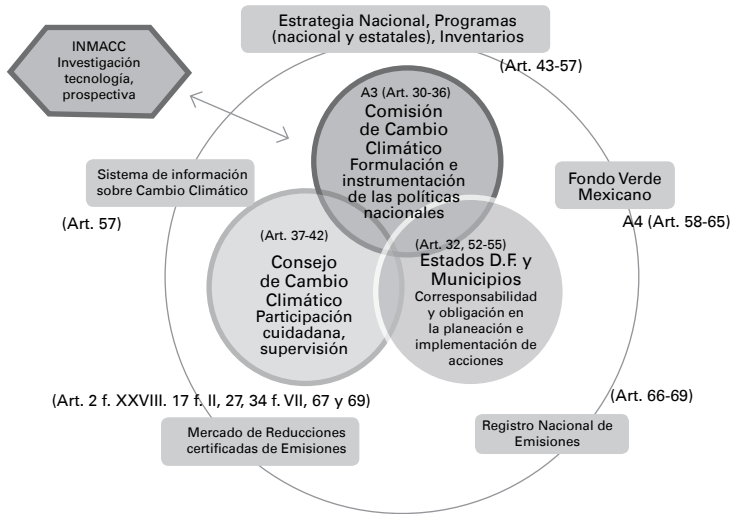 Estrategia Nacional, Programas
(nacional y estatales), Inventarios
(Art. 43-57)
INMACC
Investigación
tecnología,
prospectiva
A3 (Art. 30-36)
Comisión
de Cambio
Climático
Formulación e
instrumentación
de las políticas
nacionales
Sistema de información
sobre Cambio Climático
(Art. 57)
Fondo Verde
Mexicano
A4 (Art. 58-65)
(Art. 37-42)
Consejo
de Cambio
Climático
Participación
cuidadana,
supervisión
(Art. 32, 52-55)
Estados D.F. y
Municipios
Corresponsabilidad
y obligación en
la planeación e
implementación de
acciones
(Art. 2 f. XXVIII. 17 f. II, 27, 34 f. VII, 67 y 69)
Mercado de Reducciones
certificadas de Emisiones
(Art. 66-69)
Registro Nacional de
Emisiones